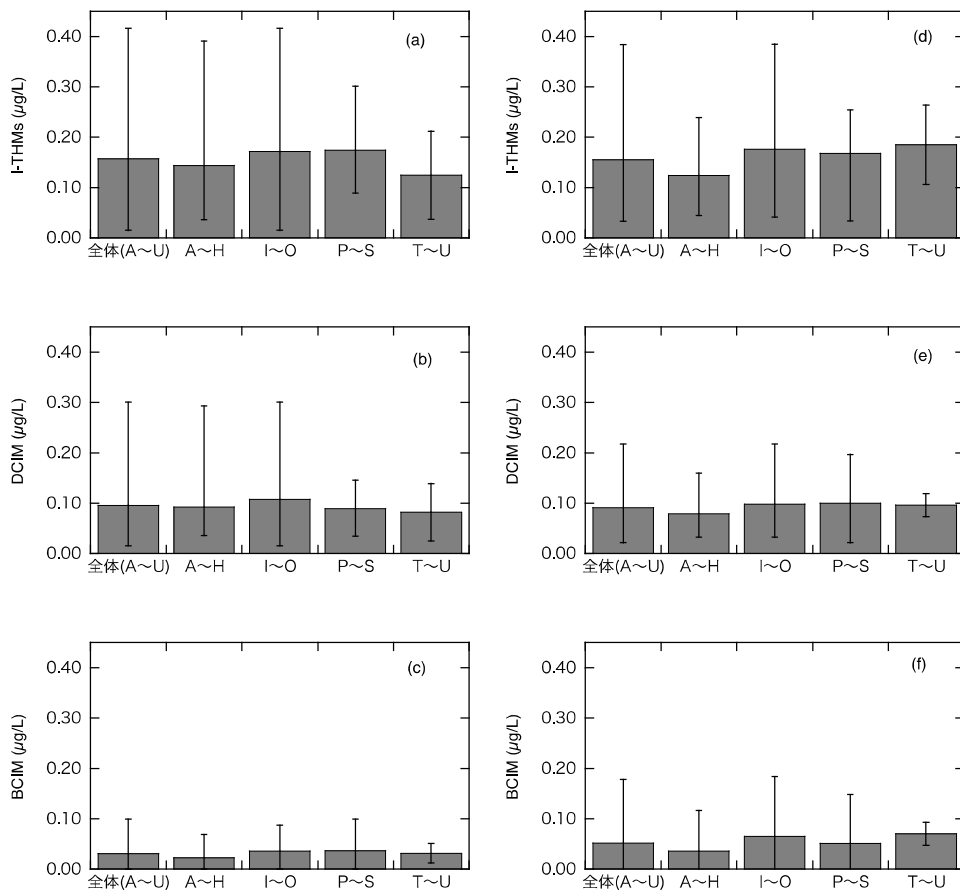 (a)
I-THMs (µg/L)
0.40
0.30
0.20
0.10
0.00
全体(A～U) A～H I～O P～S T～U
(d)
I-THMs (µg/L)
0.40
0.30
0.20
0.10
0.00
全体(A～U) A～H I～O P～S T～U
(b)
DCIM (µg/L)
0.40
0.30
0.20
0.10
0.00
全体(A～U) A～H I～O P～S T～U
(e)
DCIM (µg/L)
0.40
0.30
0.20
0.10
0.00
全体(A～U) A～H I～O P～S T～U
(c)
BCIM (µg/L)
0.40
0.30
0.20
0.10
0.00
全体(A～U) A～H I～O P～S T～U
(f)
BCIM (µg/L)
0.40
0.30
0.20
0.10
0.00
全体(A～U) A～H I～O P～S T～U